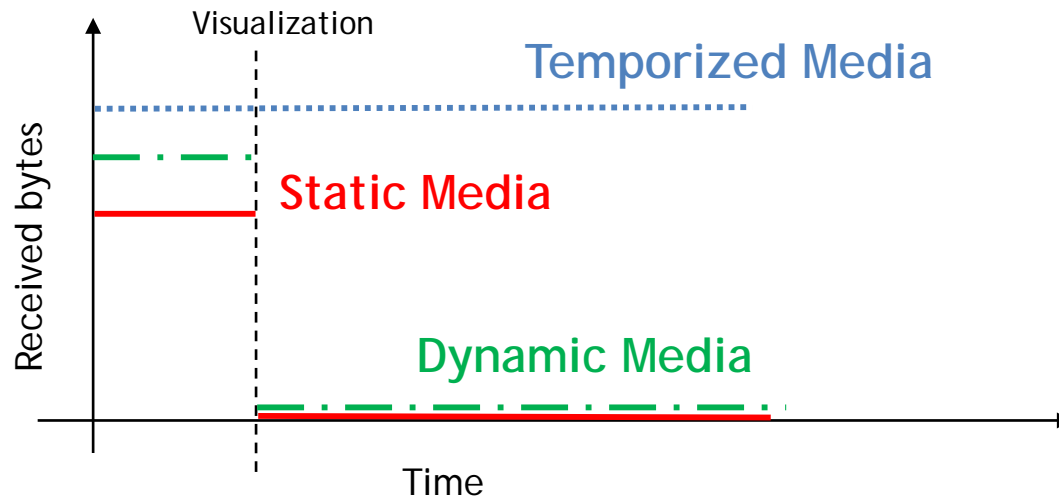 Visualization
Temporized Media
Received bytes
Static Media
Dynamic Media
Time